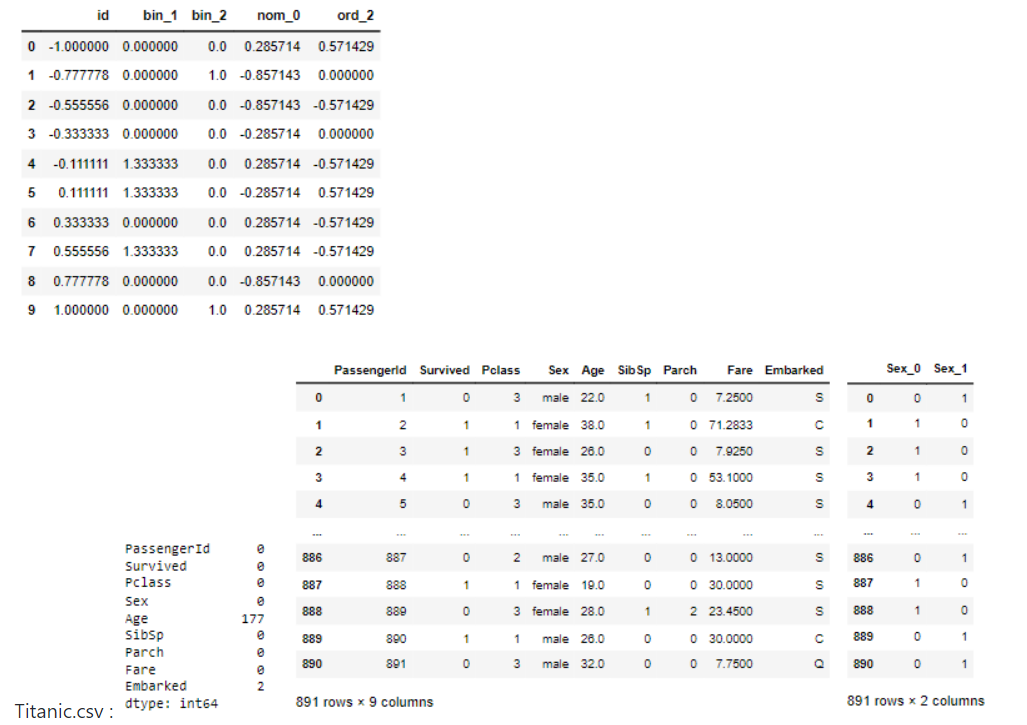 id bin_1 bin_2 nom_0 ord_2
0 -1.000000 0.000000 0.0 0.285714 0.571429
1 -0.777778 0.000000 1.0 -0.857143 0.000000
2 -0.555556 0.000000 0.0 -0.857143 -0.571429
3 -0.333333 0.000000 0.0 -0.285714 0.000000
4 -0.111111 1.333333 0.0 0.285714 -0.571429
5 0.111111 1.333333 0.0 -0.285714 0.571429
6 0.333333 0.000000 0.0 0.285714 -0.571429
7 0.555556 1.333333 0.0 0.285714 -0.571429
8 0.777778 0.000000 0.0 -0.857143 0.000000
9 1.000000 0.000000 1.0 0.285714 0.571429
Titanic.csv :
PassengerId 0
Survived 0
Pclass 0
Sex 0
Age 177
SibSp 0
Parch 0
Fare 0
Embarked 2
dtype: int64
PassengerId Survived Pclass Sex Age SibSp Parch Fare Embarked
0 1 0 3 male 22.0 1 0 7.2500 S
1 2 1 1 female 38.0 1 0 71.2833 C
2 3 1 3 female 26.0 0 0 7.9250 S
3 4 1 1 female 35.0 1 0 53.1000 S
4 5 0 3 male 35.0 0 0 8.0500 S
... ... ... ... ... ... ... ... ... ...
886 887 0 2 male 27.0 0 0 13.0000 S
887 888 1 1 female 19.0 0 0 30.0000 S
888 889 0 3 female 28.0 1 2 23.4500 S
889 890 1 1 male 26.0 0 0 30.0000 C
890 891 0 3 male 32.0 0 0 7.7500 Q
891 rows × 9 columns
Sex_0 Sex_1
0 0 1
1 1 0
2 1 0
3 1 0
4 0 1
... ... ...
886 0 1
887 1 0
888 1 0
889 0 1
890 0 1
891 rows × 2 columns